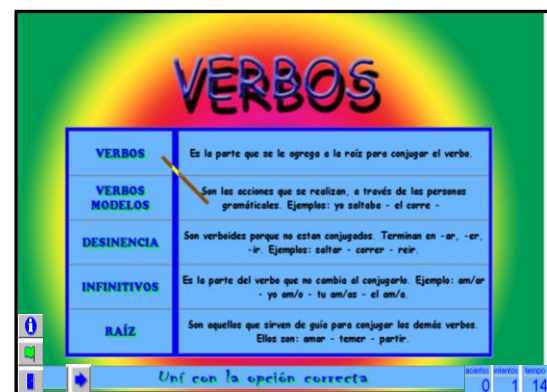 VERBOS
VERBOS
Es la parte que se le agrega a la raíz para conjugar el verbo.
VERBOS
MODELOS
Son las acciones que se realizan, a través de las personas
gramáticales. Ejemplos: yo saltaba - el corre -
DESINENCIA
Son verboides porque no estan conjugados. Terminan en -ar, -er,
-ir. Ejemplos: saltar - correr - reir.
INFINITIVOS
Es la parte del verbo que no cambia al conjugarlo. Ejemplo: am/ar
- yo am/o - tu am/as - el am/a.
RAÍZ
Son aquellos que sirven de guía para conjugar los demás verbos.
Ellos son: amar - temer - partir.
Uní con la opción correcta
aciertos intentos tiempo
0 1 14